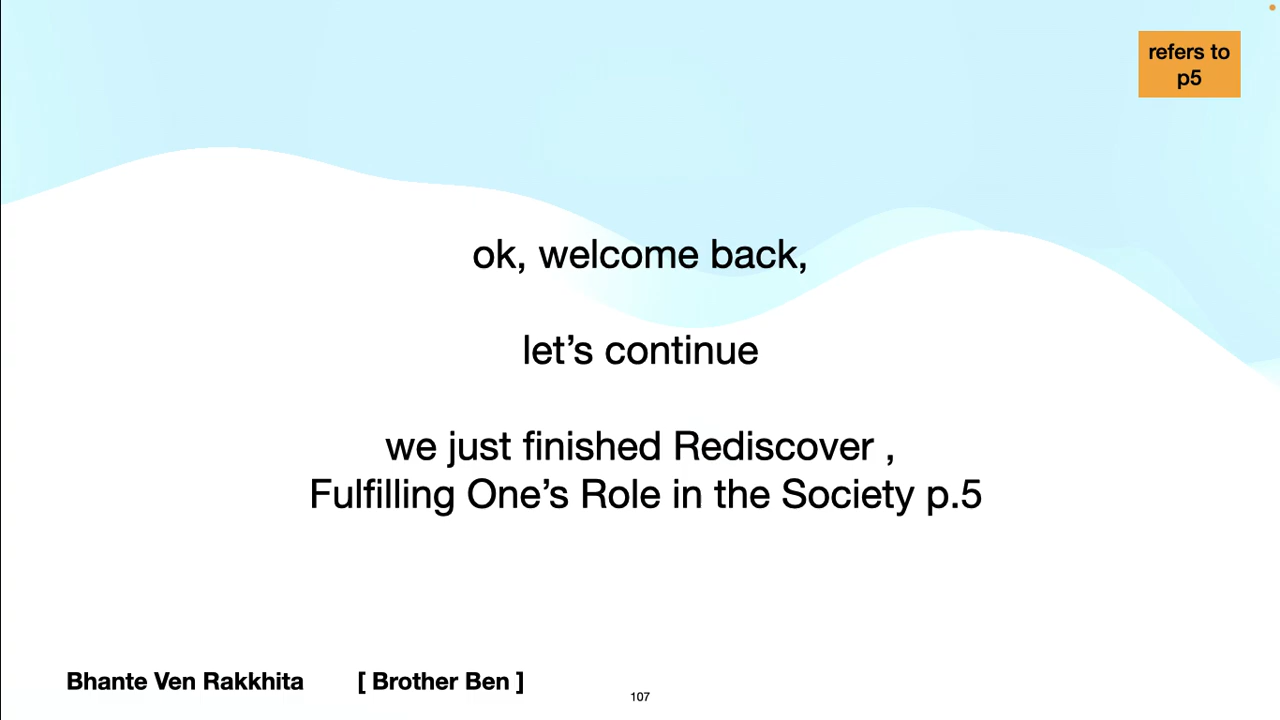 refers to
p5
ok, welcome back,
let’s continue
we just finished Rediscover ,
Fulfilling One’s Role in the Society p.5
Bhante Ven Rakkhita [ Brother Ben ]
107